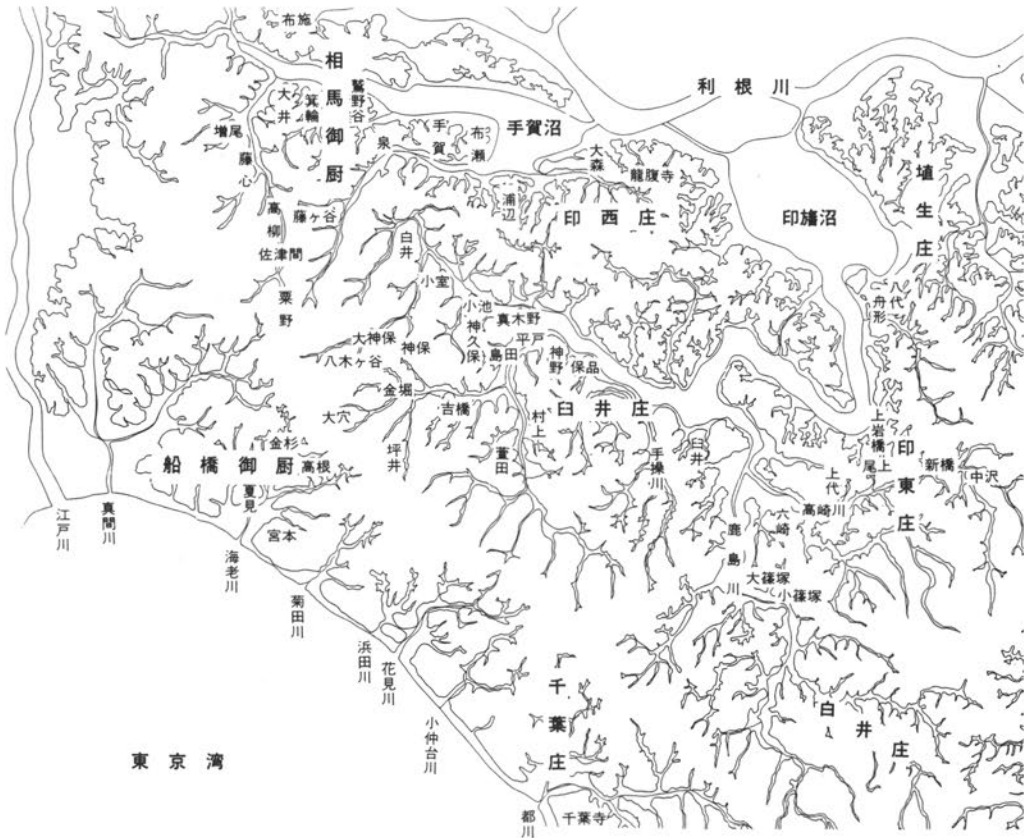 布施
相馬御厨
鷲野谷
大井
箕輪
増尾
藤心
手賀
布瀬
手賀沼
利根川
泉
大森
龍腹寺
埴生庄
高柳
藤ヶ谷
浦辺
印西庄
印旛沼
佐津間
白井
小室
粟野
小池
真木野
八代
舟形
大神保
神保
神久保
平戸
島田
神野
保品
八木ヶ谷
金堀
大穴
吉橋
村上
臼井庄
上岩橋
坪井
萱田
手操川
臼井
印東庄
金杉
船橋御厨
高根
夏見
尾上
新橋
中沢
上代
高崎川
六崎
江戸川
真間川
宮本
海老川
鹿島川
大篠塚
小篠塚
菊田川
浜田川
花見川
千葉庄
白井庄
小仲台川
東京湾
都川
千葉寺